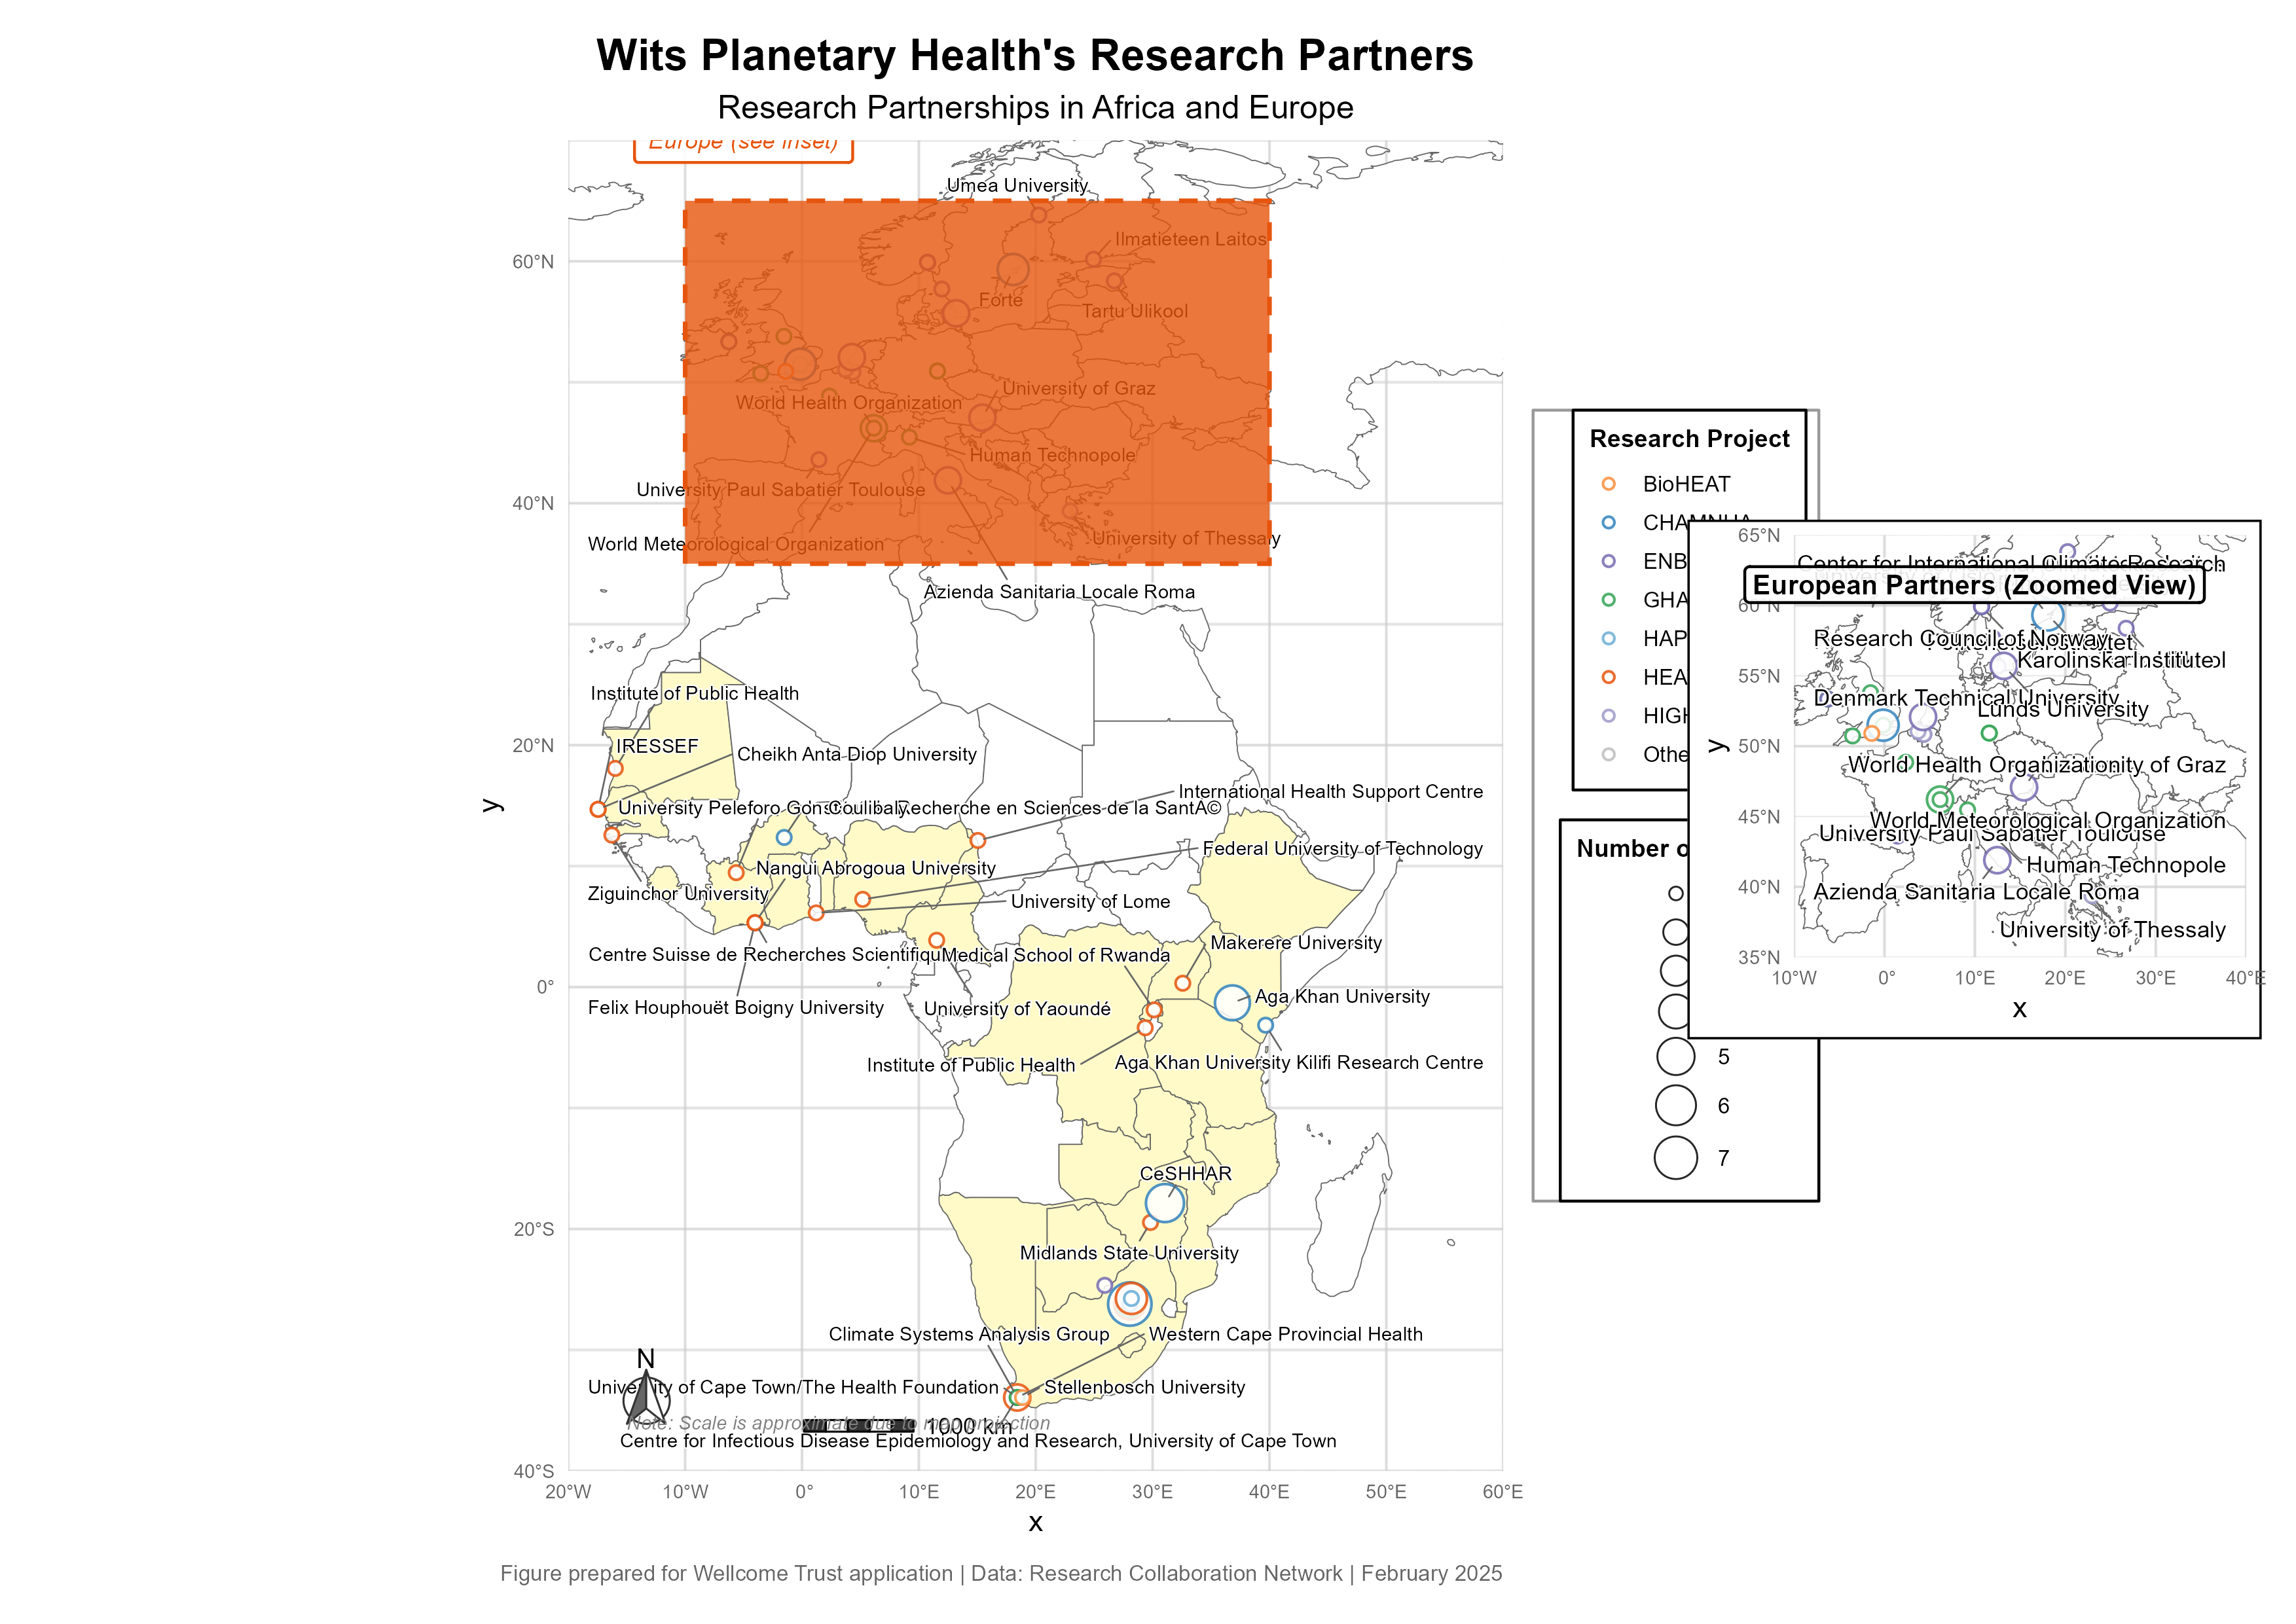 Wits Planetary Health's Research Partners
Research Partnerships in Africa and Europe
Europe (see inset)
Umea University
Ilmatieteen Laitos
Forte
Tartu Ulikool
University of Graz
World Health Organization
Human Technopole
University Paul Sabatier Toulouse
University of Thessaly
World Meteorological Organization
Azienda Sanitaria Locale Roma
Institute of Public Health
IRESSEF
Cheikh Anta Diop University
International Health Support Centre
University Peleforo Gon Coulibaly
Recherche en Sciences de la SantÃ©
Federal University of Technology
Nangui Abrogoua University
Ziguinchor University
University of Lome
Makerere University
Centre Suisse de Recherches Scientifiqu
Medical School of Rwanda
Aga Khan University
Felix Houphouët Boigny University
University of Yaoundé
Institute of Public Health
Aga Khan University Kilifi Research Centre
CeSHHAR
Midlands State University
Climate Systems Analysis Group
Western Cape Provincial Health
University of Cape Town/The Health Foundation
Stellenbosch University
N
Note: Scale is approximate due to map projection
1000 km
Centre for Infectious Disease Epidemiology and Research, University of Cape Town
60°N
40°N
20°N
0°
20°S
40°S
y
20°W 10°W 0° 10°E 20°E 30°E 40°E 50°E 60°E
x
Research Project
BioHEAT
CHAMNHA
ENB
GHA
HAP
HEA
HIGH
Othe
Number o
5
6
7
65°N
60°N
55°N
50°N
45°N
40°N
35°N
y
Center for International Climate Research
European Partners (Zoomed View)
Research Council of Norway
Karolinska Institute
Denmark Technical University
Lunds University
World Health Organization
ity of Graz
World Meteorological Organization
University Paul Sabatier Toulouse
Human Technopole
Azienda Sanitaria Locale Roma
University of Thessaly
10°W 0° 10°E 20°E 30°E 40°E
x
Figure prepared for Wellcome Trust application | Data: Research Collaboration Network | February 2025